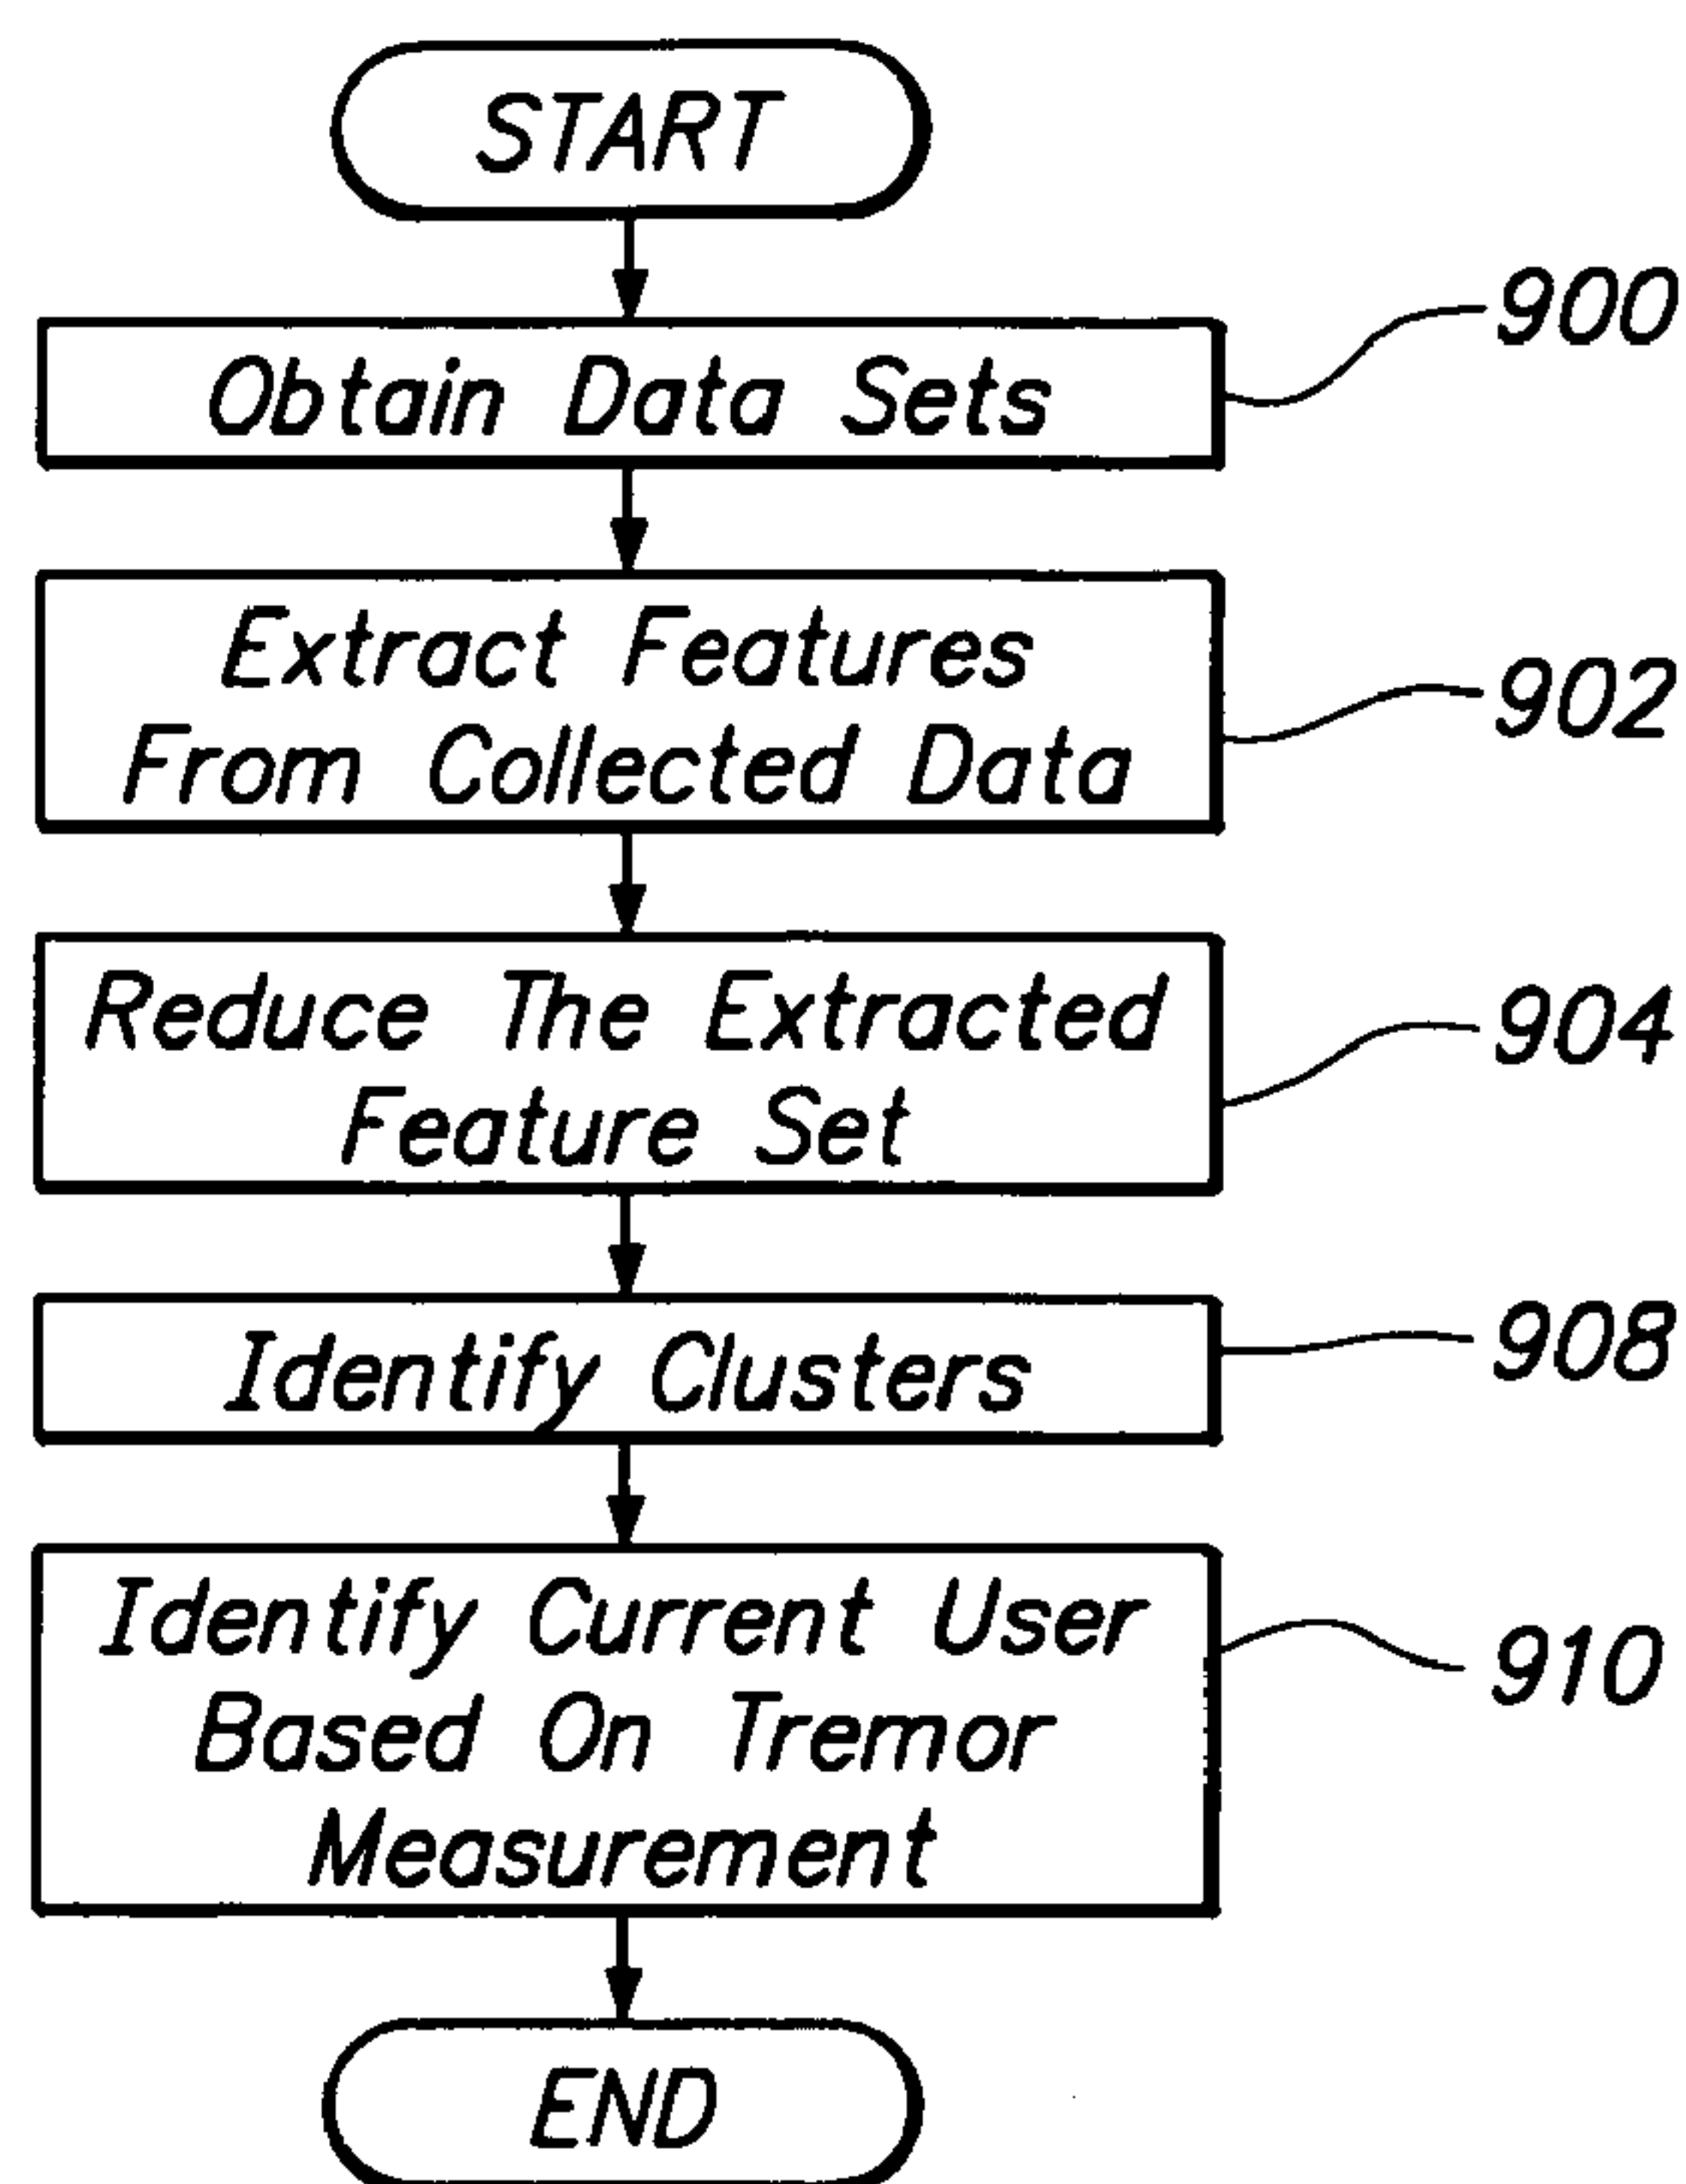 START
900
Obtain Data Sets
Extract Features
From Collected Data
902
Reduce The Extracted
Feature Set
904
Identify Clusters
908
Identify Current User
Based On Tremor
Measurement
910
END